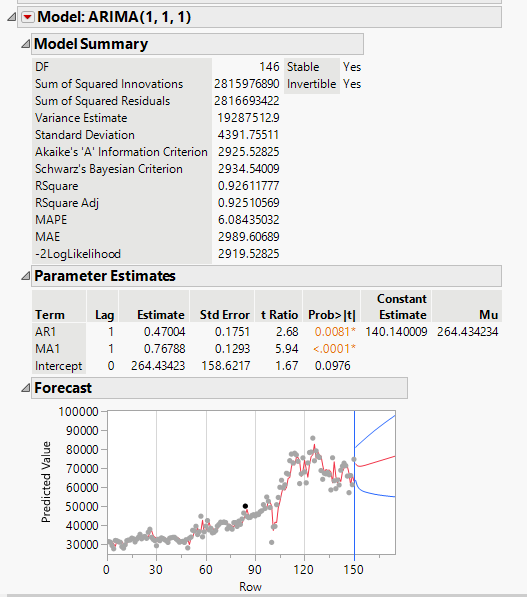 Model: ARIMA(1, 1, 1)
Model Summary
DF 146 Stable Yes
Sum of Squared Innovations 2815976890 Invertible Yes
Sum of Squared Residuals 2816693422
Variance Estimate 19287512.9
Standard Deviation 4391.75511
Akaike's 'A' Information Criterion 2925.52825
Schwarz's Bayesian Criterion 2934.54009
RSquare 0.92611777
RSquare Adj 0.92510569
MAPE 6.08435032
MAE 2989.60689
-2LogLikelihood 2919.52825
Parameter Estimates
Term Lag Estimate Std Error t Ratio Prob>|t| Constant Estimate Mu
AR1 1 0.47004 0.1751 2.68 0.0081* 140.140009 264.434234
MA1 1 0.76788 0.1293 5.94 <.0001*
Intercept 0 264.43423 158.6217 1.67 0.0976
Forecast
Predicted Value
100000
90000
80000
70000
60000
50000
40000
30000
0 30 60 90 120 150
Row